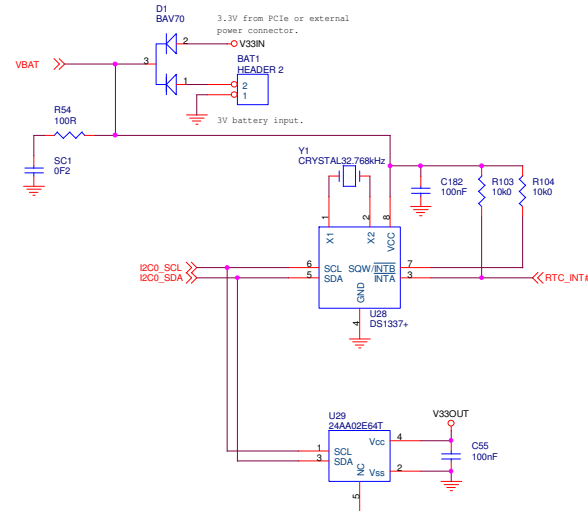 D1
BAV70
3.3V from PCIe or external
power connector.
2
V33IN
VBAT
3
BAT1
HEADER 2
1
2
1
R54
100R
3V battery input.
SC1
0F2
Y1
CRYSTAL32.768kHz
C182
100nF
R103
10k0
R104
10k0
1
2
8
X1
X2
VCC
I2C0_SCL
6
SCL
SQW/INTB
7
I2C0_SDA
5
SDA
INTA
3
RTC_INT#
GND
4
U28
DS1337+
U29
24AA02E64T
V33OUT
1
SCL
Vcc
4
3
SDA
C55
100nF
NC
Vss
2
5